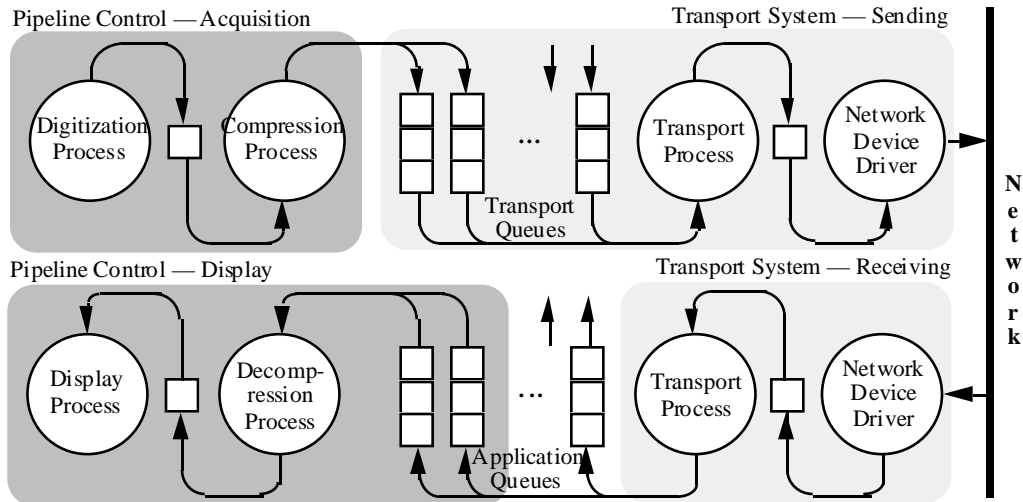 Pipeline Control — Acquisition
Transport System — Sending
Digitization
Process
Compression
Process
...
Transport
Queues
Transport
Process
Network
Device
Driver
Network
Pipeline Control — Display
Transport System — Receiving
Display
Process
Decomp-
ression
Process
...
Application
Queues
Transport
Process
Network
Device
Driver